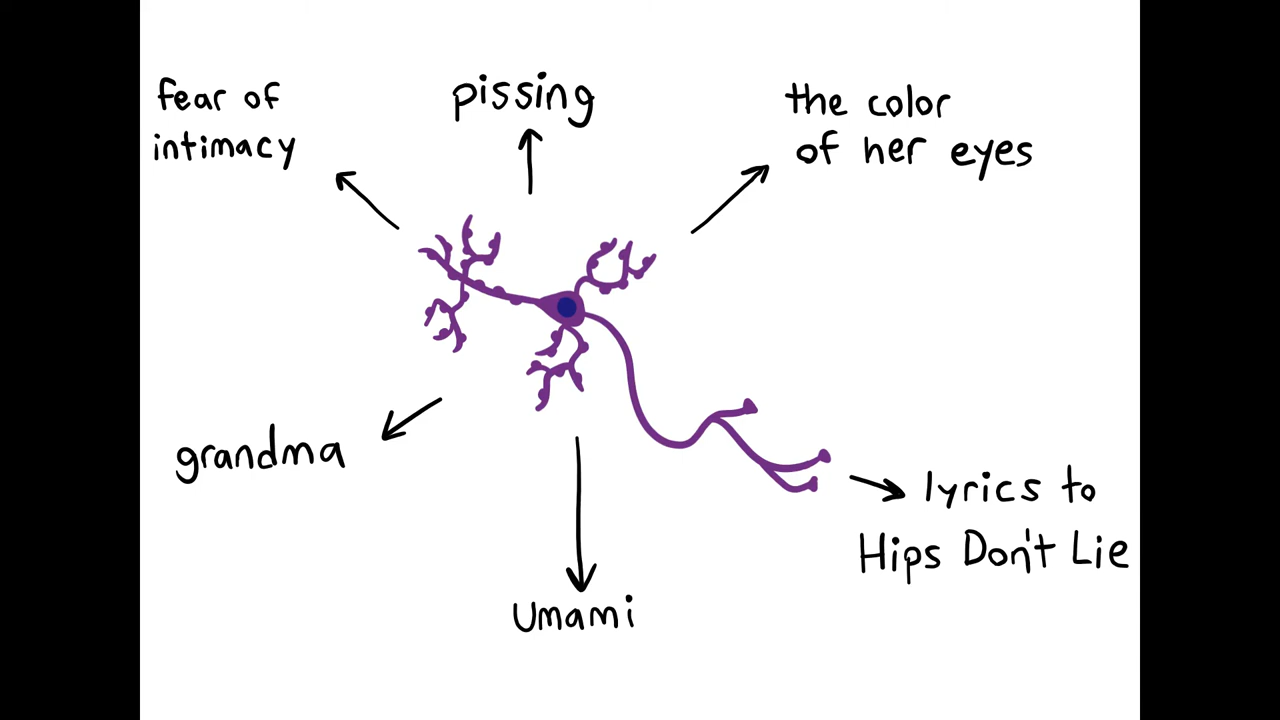 fear of
intimacy
pissing
the color
of her eyes
grandma
lyrics to
Hips Don't Lie
Umami